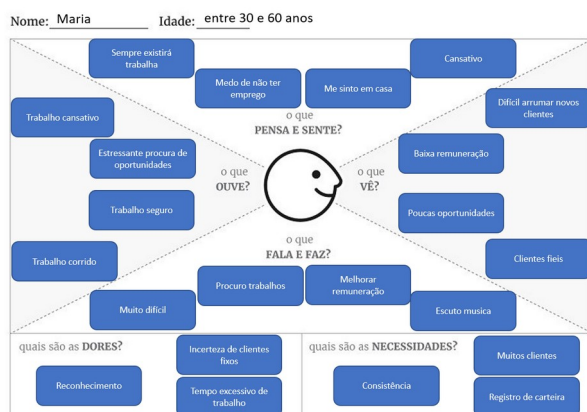 Nome: Maria Idade: entre 30 e 60 anos
Sempre existirá
trabalha
Medo de não ter
emprego
Me sinto em casa
Cansativo
o que
PENSA E SENTE?
Trabalho cansativo
Estressante procura de
oportunidades
Trabalho seguro
Trabalho corrido
Muito difícil
o que
OUVE?
o que
VÊ?
Difícil arrumar novos
clientes
Baixa remuneração
Poucas oportunidades
Clientes fieis
o que
FALA E FAZ?
Procuro trabalhos
Melhorar
remuneração
Escuto musica
quais são as DORES?
Reconhecimento
Incerteza de clientes
fixos
Tempo excessivo de
trabalho
quais são as NECESSIDADES?
Consistência
Muitos clientes
Registro de carteira